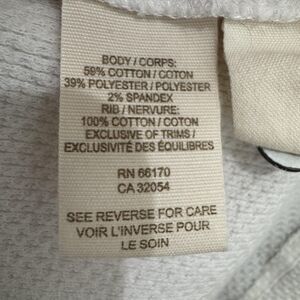 BODY / CORPS:
59% COTTON / COTON
39% POLYESTER / POLYESTER
2% SPANDEX
RIB / NERVURE:
100% COTTON / COTON
EXCLUSIVE OF TRIMS /
EXCLUSIVITÉ DES ÉQUILIBRES
RN 66170
CA 32054
SEE REVERSE FOR CARE
VOIR L'INVERSE POUR
LE SOIN